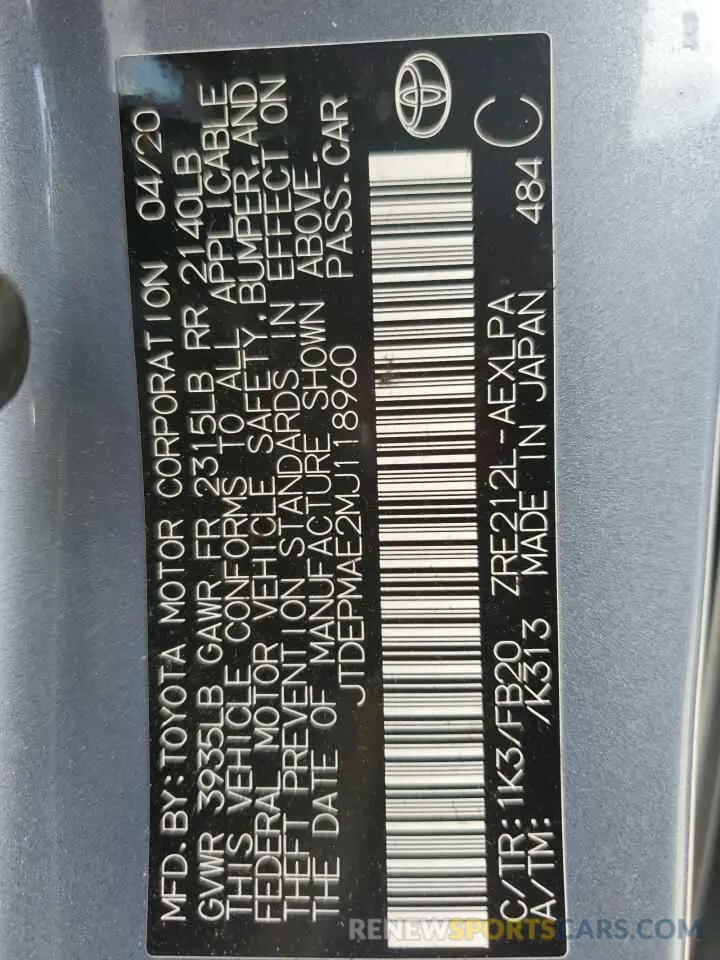 MFD.BY:TOYOTA MOTOR CORPORATION 04/20
GVWR 3935LB GAWR FR 2315LB RR 2140LB
THIS VEHICLE CONFORMS TO ALL APPLICABLE
FEDERAL MOTOR VEHICLE SAFETY,BUMPER,AND
THEFT PREVENTION STANDARDS IN EFFECT ON
THE DATE OF MANUFACTURE SHOWN ABOVE.
JTDEPMAE2MJ118960 PASS.CAR
C/TR:1K3/FB20 ZRE212L-AEXLPA 484 C
A/TM: /K313 MADE IN JAPAN
RENEWSPORTSCARS.COM